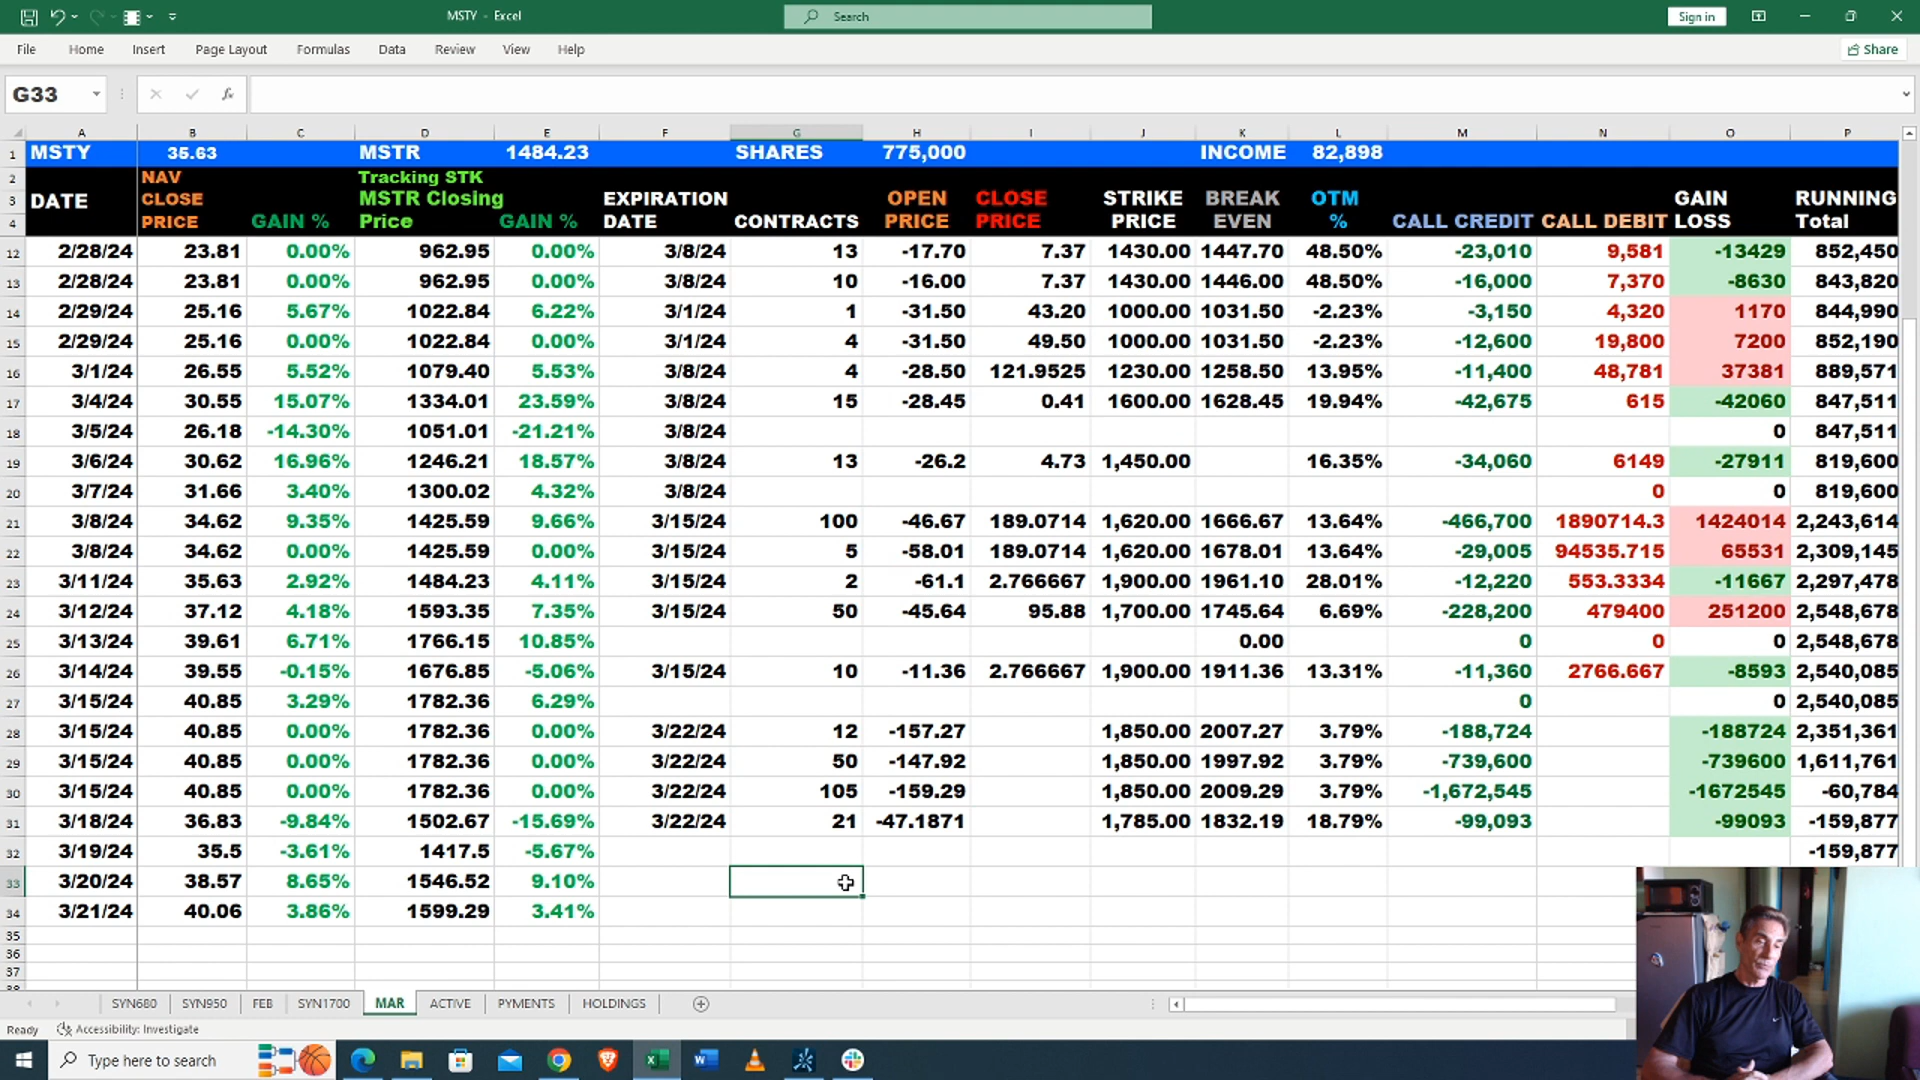 MSTY - Excel
Search
Sign in
File Home Insert Page Layout Formulas Data Review View Help
Share
G33
fx
A B C D E F G H I J K L M N O P
1 MSTY 35.63 MSTR 1484.23 SHARES 775,000 INCOME 82,898
2 NAV Tracking STK
3 DATE CLOSE MSTR Closing EXPIRATION OPEN CLOSE STRIKE BREAK OTM GAIN RUNNING
4 PRICE GAIN % Price GAIN % DATE CONTRACTS PRICE PRICE PRICE EVEN % CALL CREDIT CALL DEBIT LOSS Total
12 2/28/24 23.81 0.00% 962.95 0.00% 3/8/24 13 -17.70 7.37 1430.00 1447.70 48.50% -23,010 9,581 -13429 852,450
13 2/28/24 23.81 0.00% 962.95 0.00% 3/8/24 10 -16.00 7.37 1430.00 1446.00 48.50% -16,000 7,370 -8630 843,820
14 2/29/24 25.16 5.67% 1022.84 6.22% 3/1/24 1 -31.50 43.20 1000.00 1031.50 -2.23% -3,150 4,320 1170 844,990
15 2/29/24 25.16 0.00% 1022.84 0.00% 3/1/24 4 -31.50 49.50 1000.00 1031.50 -2.23% -12,600 19,800 7200 852,190
16 3/1/24 26.55 5.52% 1079.40 5.53% 3/8/24 4 -28.50 121.9525 1230.00 1258.50 13.95% -11,400 48,781 37381 889,571
17 3/4/24 30.55 15.07% 1334.01 23.59% 3/8/24 15 -28.45 0.41 1600.00 1628.45 19.94% -42,675 615 -42060 847,511
18 3/5/24 26.18 -14.30% 1051.01 -21.21% 3/8/24 0 847,511
19 3/6/24 30.62 16.96% 1246.21 18.57% 3/8/24 13 -26.2 4.73 1,450.00 16.35% -34,060 6149 -27911 819,600
20 3/7/24 31.66 3.40% 1300.02 4.32% 3/8/24 0 0 819,600
21 3/8/24 34.62 9.35% 1425.59 9.66% 3/15/24 100 -46.67 189.0714 1,620.00 1666.67 13.64% -466,700 1890714.3 1424014 2,243,614
22 3/8/24 34.62 0.00% 1425.59 0.00% 3/15/24 5 -58.01 189.0714 1,620.00 1678.01 13.64% -29,005 94535.715 65531 2,309,145
23 3/11/24 35.63 2.92% 1484.23 4.11% 3/15/24 2 -61.1 2.766667 1,900.00 1961.10 28.01% -12,220 553.3334 -11667 2,297,478
24 3/12/24 37.12 4.18% 1593.35 7.35% 3/15/24 50 -45.64 95.88 1,700.00 1745.64 6.69% -228,200 479400 251200 2,548,678
25 3/13/24 39.61 6.71% 1766.15 10.85% 0.00 0 0 0 2,548,678
26 3/14/24 39.55 -0.15% 1676.85 -5.06% 3/15/24 10 -11.36 2.766667 1,900.00 1911.36 13.31% -11,360 2766.667 -8593 2,540,085
27 3/15/24 40.85 3.29% 1782.36 6.29% 0 0 2,540,085
28 3/15/24 40.85 0.00% 1782.36 0.00% 3/22/24 12 -157.27 1,850.00 2007.27 3.79% -188,724 -188724 2,351,361
29 3/15/24 40.85 0.00% 1782.36 0.00% 3/22/24 50 -147.92 1,850.00 1997.92 3.79% -739,600 -739600 1,611,761
30 3/15/24 40.85 0.00% 1782.36 0.00% 3/22/24 105 -159.29 1,850.00 2009.29 3.79% -1,672,545 -1672545 -60,784
31 3/18/24 36.83 -9.84% 1502.67 -15.69% 3/22/24 21 -47.1871 1,785.00 1832.19 18.79% -99,093 -99093 -159,877
32 3/19/24 35.5 -3.61% 1417.5 -5.67% -159,877
33 3/20/24 38.57 8.65% 1546.52 9.10%
34 3/21/24 40.06 3.86% 1599.29 3.41%
35
36
37
SYN680 SYN950 FEB SYN1700 MAR ACTIVE PYMENTS HOLDINGS
Ready Accessibility: Investigate
Type here to search